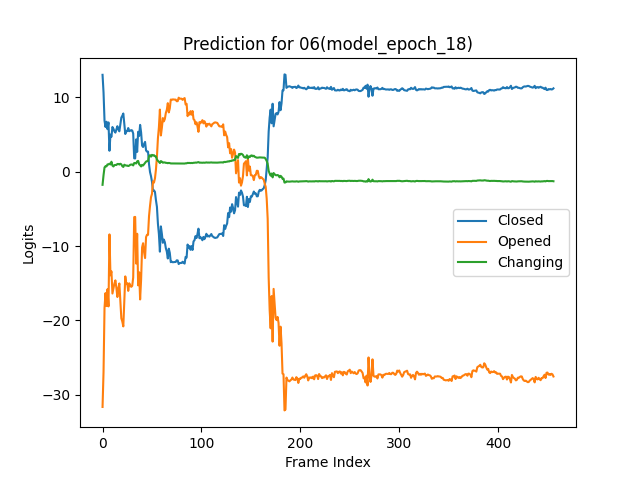 Prediction for 06(model_epoch_18)
10
0
−10
−20
−30
Logits
Closed
Opened
Changing
0 100 200 300 400
Frame Index